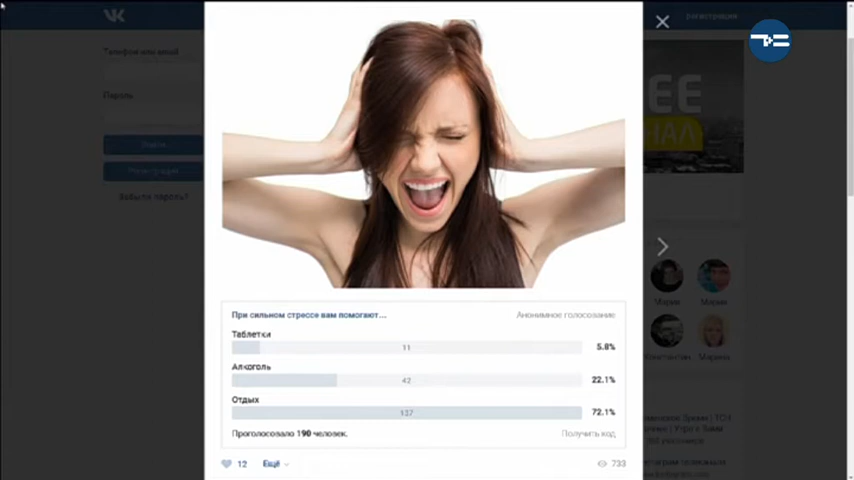 регистрация
Телефон или email
Пароль
Войти
Регистрация
Забыли пароль?
При сильном стрессе вам помогают...
Анонимное голосование
Таблетки
11
5.8%
Алкоголь
42
22.1%
Отдых
137
72.1%
Проголосовало 190 человек.
Получить код
12
Ещё
733
Мария
Мария
Константин
Марина